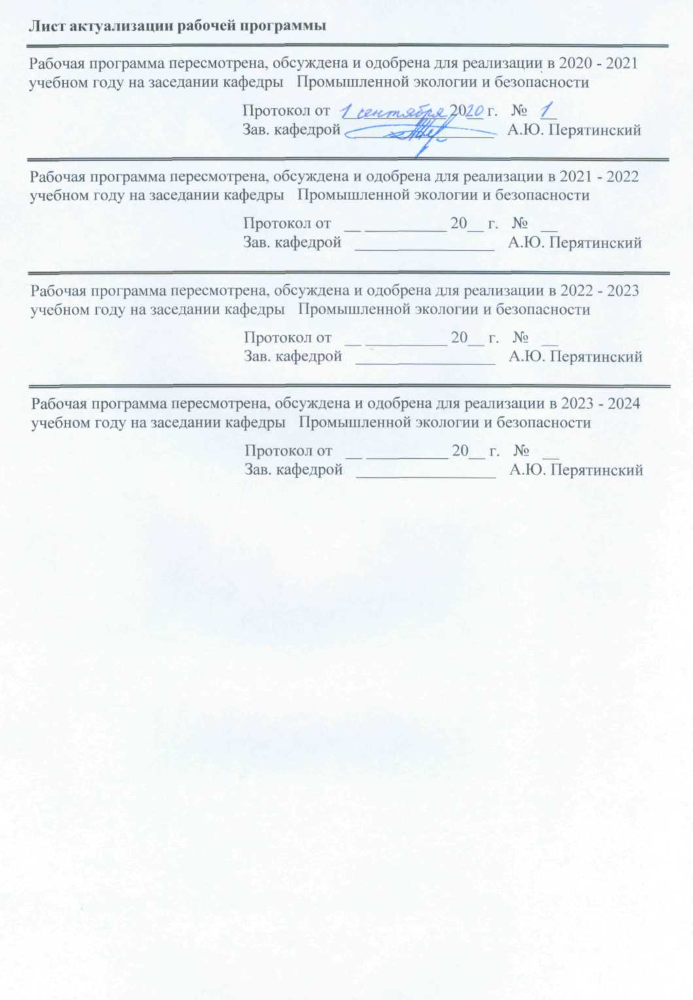 Лист актуализации рабочей программы
Рабочая программа пересмотрена, обсуждена и одобрена для реализации в 2020 - 2021
учебном году на заседании кафедры Промышленной экологии и безопасности
Протокол от 1 сентября 2020 г. № 1
Зав. кафедрой А.Ю. Перятинский
Рабочая программа пересмотрена, обсуждена и одобрена для реализации в 2021 - 2022
учебном году на заседании кафедры Промышленной экологии и безопасности
Протокол от __ __________ 20__ г. № __
Зав. кафедрой _________________ А.Ю. Перятинский
Рабочая программа пересмотрена, обсуждена и одобрена для реализации в 2022 - 2023
учебном году на заседании кафедры Промышленной экологии и безопасности
Протокол от __ __________ 20__ г. № __
Зав. кафедрой _________________ А.Ю. Перятинский
Рабочая программа пересмотрена, обсуждена и одобрена для реализации в 2023 - 2024
учебном году на заседании кафедры Промышленной экологии и безопасности
Протокол от __ __________ 20__ г. № __
Зав. кафедрой _________________ А.Ю. Перятинский